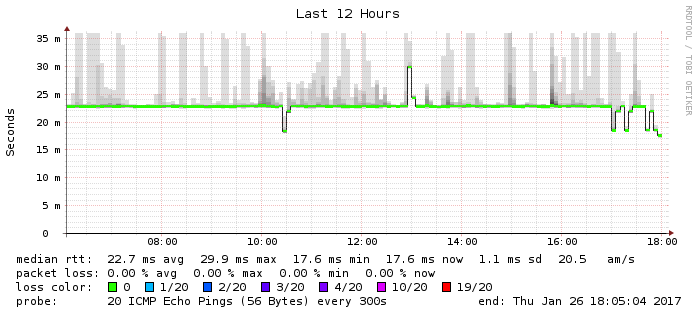 Last 12 Hours
RRDTOOL / TOBI OETIKER
Seconds
35 m
30 m
25 m
20 m
15 m
10 m
5 m
0
08:00 10:00 12:00 14:00 16:00 18:00
median rtt: 22.7 ms avg 29.9 ms max 17.6 ms min 17.6 ms now 1.1 ms sd 20.5 am/s
packet loss: 0.00 % avg 0.00 % max 0.00 % min 0.00 % now
loss color: 0 1/20 2/20 3/20 4/20 10/20 19/20
probe: 20 ICMP Echo Pings (56 Bytes) every 300s end: Thu Jan 26 18:05:04 2017